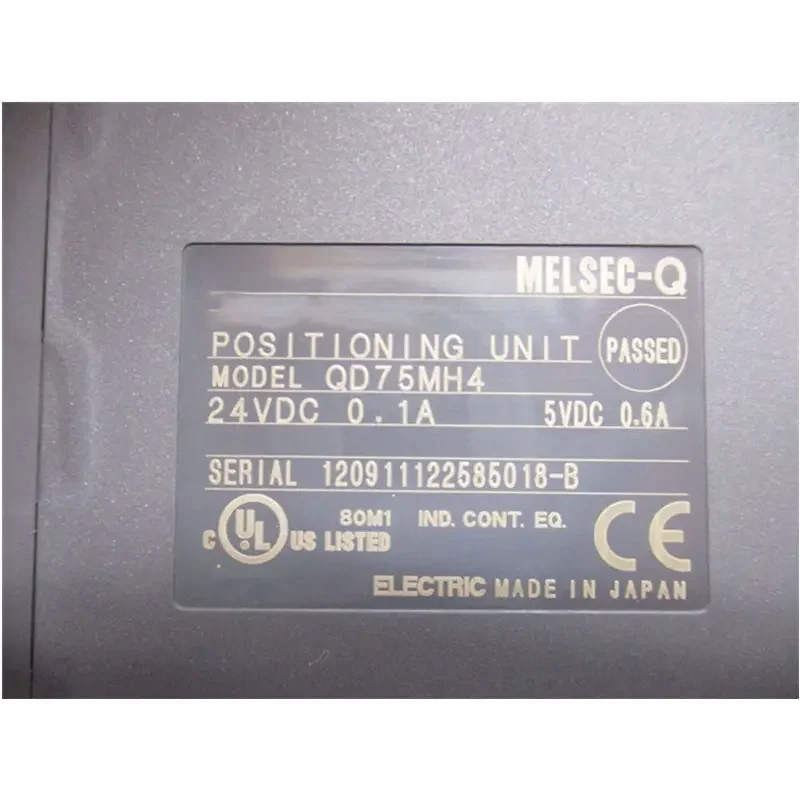 MELSEC-Q
POSITIONING UNIT
PASSED
MODEL QD75MH4
24VDC 0.1A 5VDC 0.6A
SERIAL 120911122585018-B
C UL US LISTED
80M1 IND. CONT. EQ.
CE
ELECTRIC MADE IN JAPAN